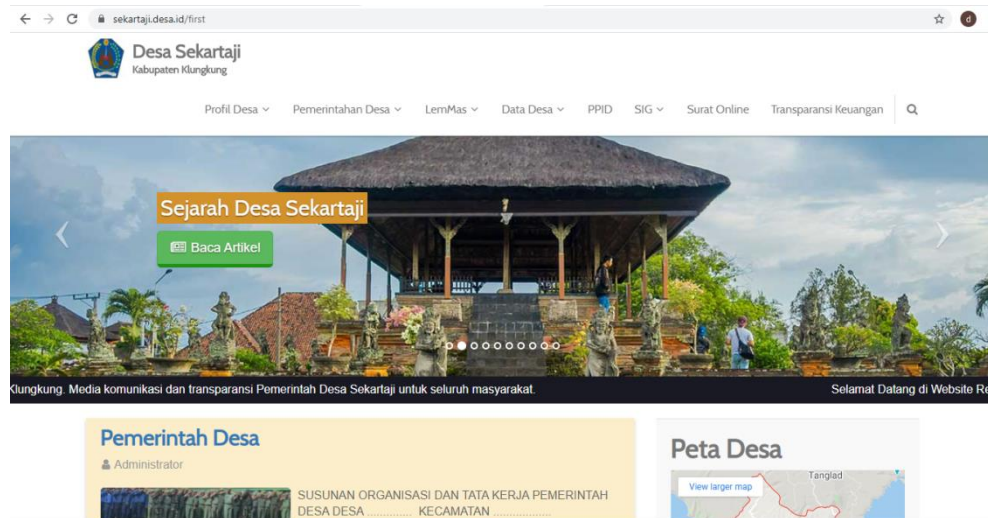 sekartaji.desa.id/first
d
Desa Sekartaji
Kabupaten Klungkung
Profil Desa Pemerintahan Desa LemMas Data Desa PPID SIG Surat Online Transparansi Keuangan
Sejarah Desa Sekartaji
Baca Artikel
Klungkung. Media komunikasi dan transparansi Pemerintah Desa Sekartaji untuk seluruh masyarakat. Selamat Datang di Website Re
Pemerintah Desa
Administrator
SUSUNAN ORGANISASI DAN TATA KERJA PEMERINTAH
DESA DESA .............. KECAMATAN ..................
Peta Desa
View larger map
Tanglad